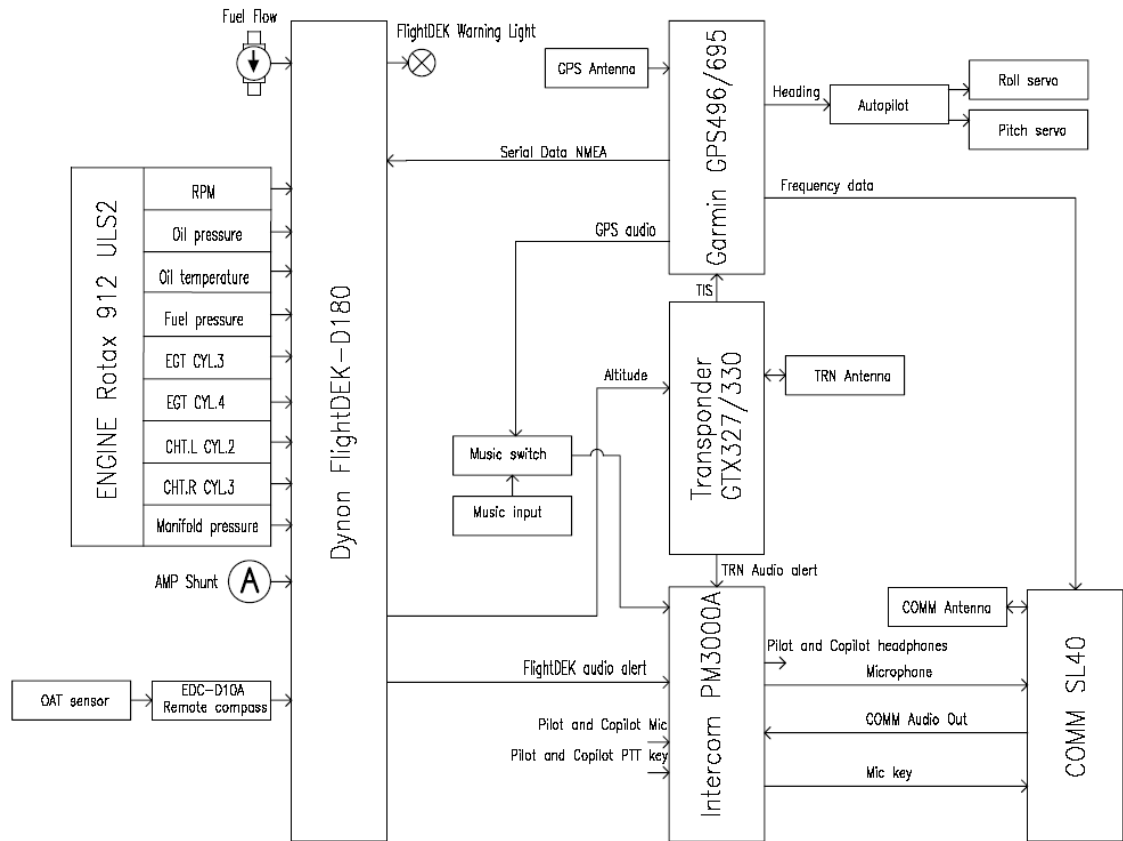 Fuel Flow
FlightDEK Warning Light
GPS Antenna
Garmin GPS496/695
Heading
Autopilot
Roll servo
Pitch servo
Serial Data NMEA
Frequency data
GPS audio
TIS
ENGINE Rotax 912 ULS2
RPM
Oil pressure
Oil temperature
Fuel pressure
EGT CYL.3
EGT CYL.4
CHT.L CYL.2
CHT.R CYL.3
Manifold pressure
Dynon FlightDEK-D180
Altitude
Transponder
GTX327/330
TRN Antenna
Music switch
Music input
TRN Audio alert
AMP Shunt
A
COMM Antenna
Intercom PM3000A
Pilot and Copilot headphones
FlightDEK audio alert
Microphone
OAT sensor
EDC-D10A
Remote compass
COMM Audio Out
Pilot and Copilot Mic
Pilot and Copilot PTT key
Mic key
COMM SL40